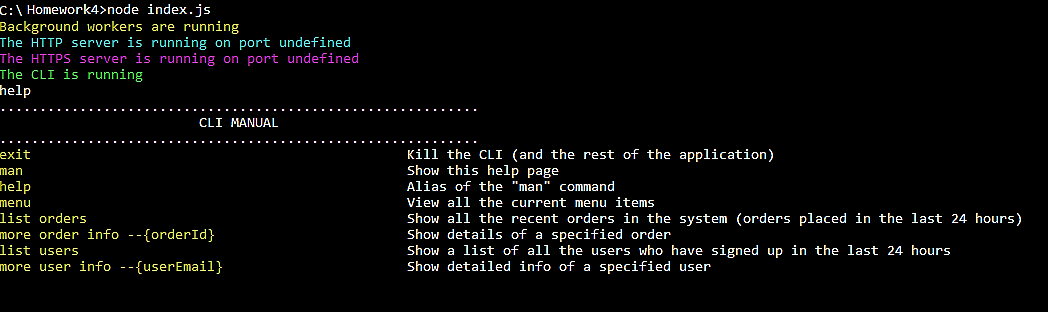 C:\Homework4>node index.js
Background workers are running
The HTTP server is running on port undefined
The HTTPS server is running on port undefined
The CLI is running
help
............................................................
CLI MANUAL
............................................................
exit Kill the CLI (and the rest of the application)
man Show this help page
help Alias of the "man" command
menu View all the current menu items
list orders Show all the recent orders in the system (orders placed in the last 24 hours)
more order info --{orderId} Show details of a specified order
list users Show a list of all the users who have signed up in the last 24 hours
more user info --{userEmail} Show detailed info of a specified user